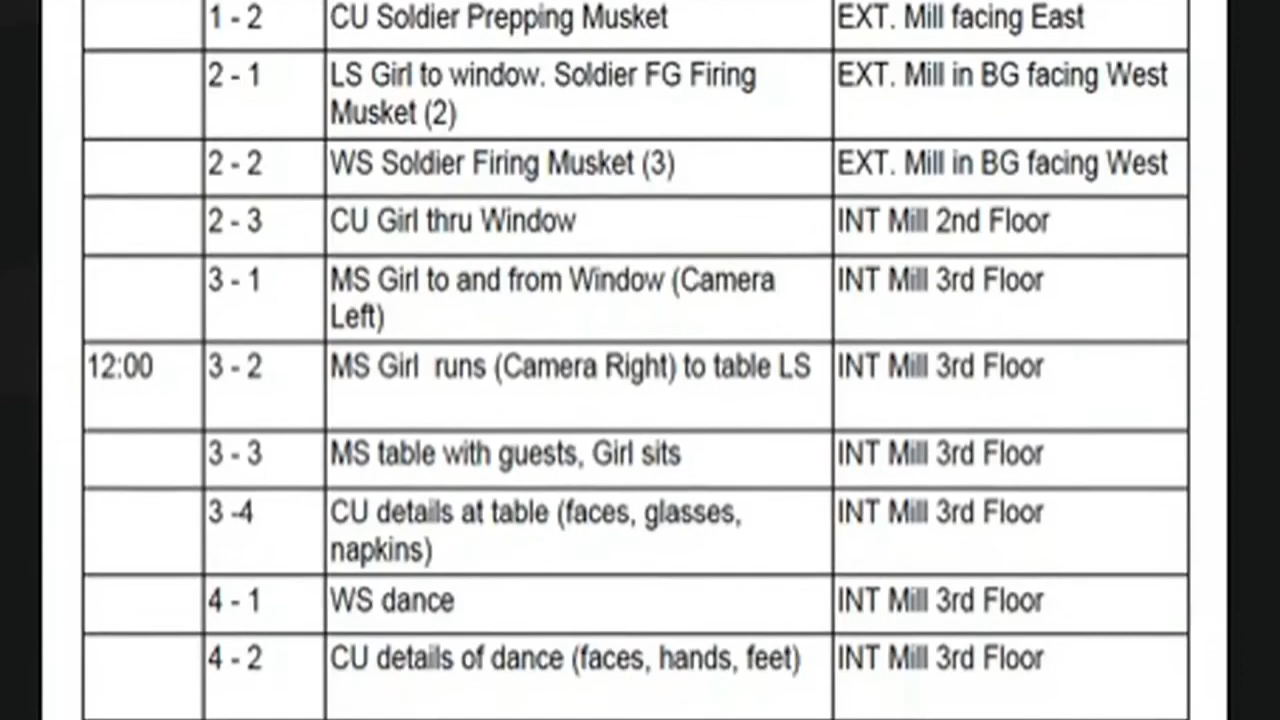 1 - 2 CU Soldier Prepping Musket EXT. Mill facing East
2 - 1 LS Girl to window. Soldier FG Firing EXT. Mill in BG facing West
Musket (2)
2 - 2 WS Soldier Firing Musket (3) EXT. Mill in BG facing West
2 - 3 CU Girl thru Window INT Mill 2nd Floor
3 - 1 MS Girl to and from Window (Camera INT Mill 3rd Floor
Left)
12:00 3 - 2 MS Girl  runs (Camera Right) to table LS INT Mill 3rd Floor
3 - 3 MS table with guests, Girl sits INT Mill 3rd Floor
3 -4 CU details at table (faces, glasses, INT Mill 3rd Floor
napkins)
4 - 1 WS dance INT Mill 3rd Floor
4 - 2 CU details of dance (faces, hands, feet) INT Mill 3rd Floor